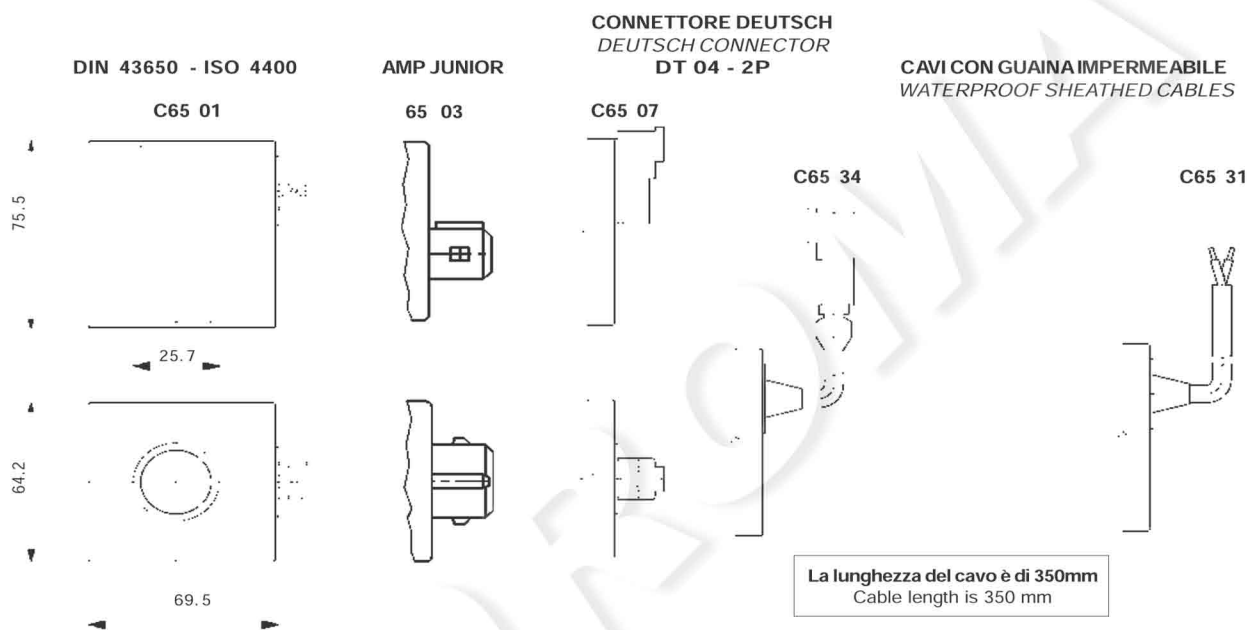 CONNETTORE DEUTSCH
DEUTSCH CONNECTOR
DT 04 - 2P
DIN 43650 - ISO 4400
AMP JUNIOR
CAVI CON GUAINA IMPERMEABILE
WATERPROOF SHEATHED CABLES
C65 01
65 03
C65 07
C65 34
C65 31
75.5
25.7
64.2
69.5
La lunghezza del cavo è di 350mm
Cable length is 350 mm